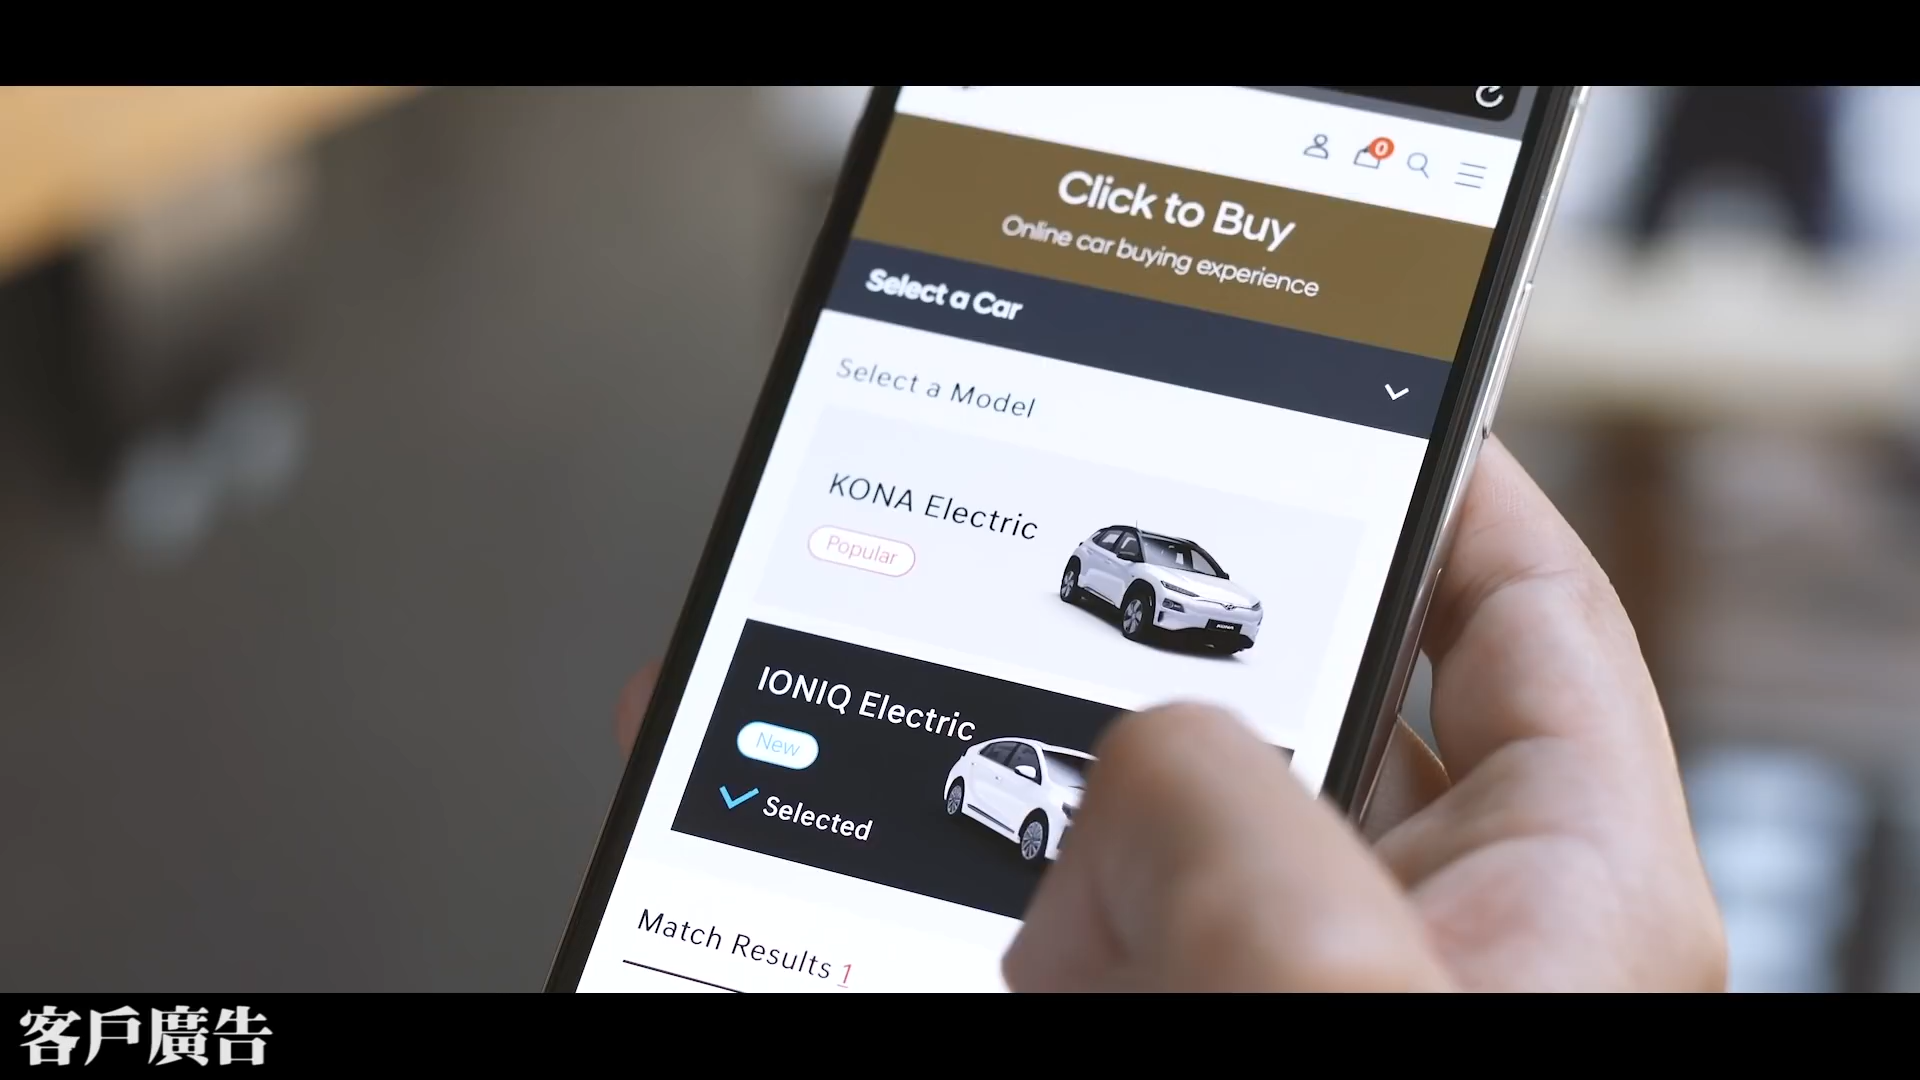 0
Click to Buy
Online car buying experience
Select a Car
Select a Model
KONA Electric
Popular
IONIQ Electric
New
Selected
Match Results 1
客戶廣告